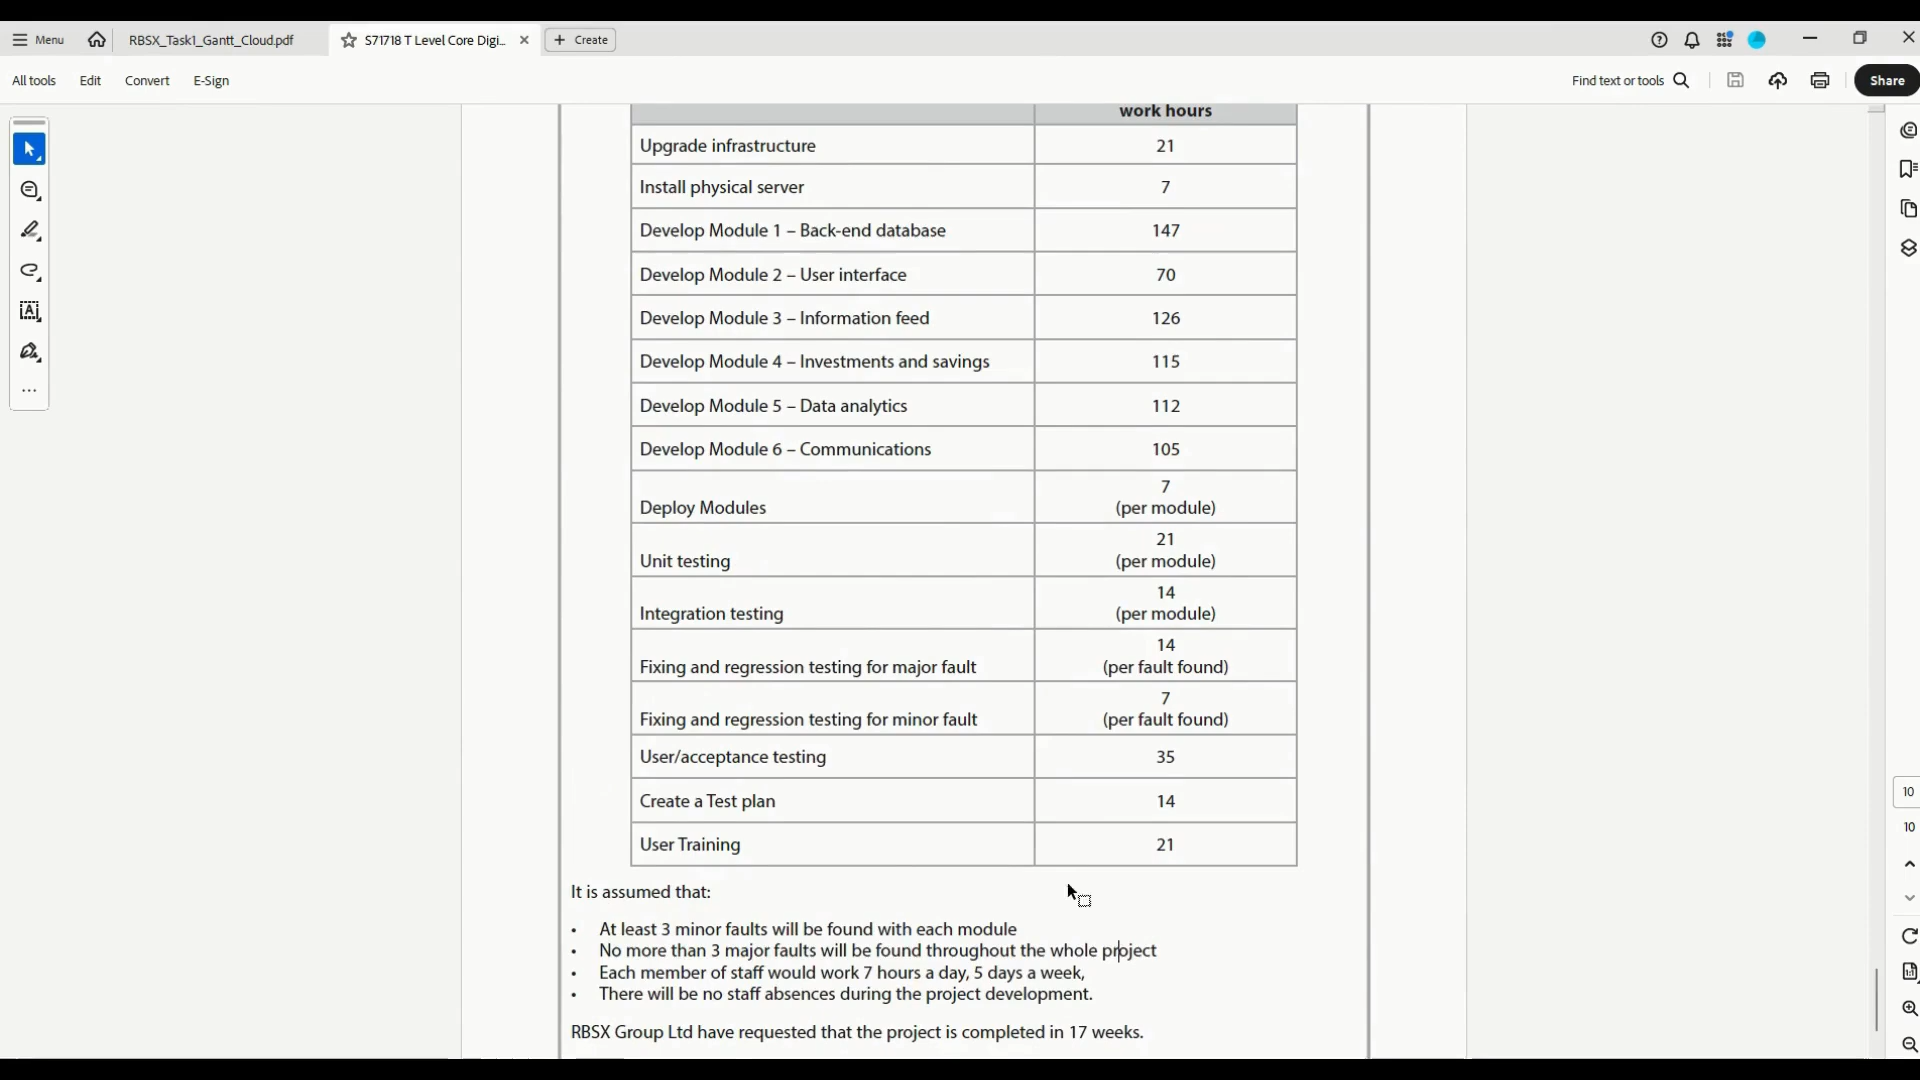 Menu
RBSX_Task1_Gantt_Cloud.pdf
S71718 T Level Core Digi...
Create
All tools
Edit
Convert
E-Sign
Find text or tools
Share
work hours
Upgrade infrastructure 21
Install physical server 7
Develop Module 1 – Back-end database 147
Develop Module 2 – User interface 70
Develop Module 3 – Information feed 126
Develop Module 4 – Investments and savings 115
Develop Module 5 – Data analytics 112
Develop Module 6 – Communications 105
7
Deploy Modules (per module)
21
Unit testing (per module)
14
Integration testing (per module)
14
Fixing and regression testing for major fault (per fault found)
7
Fixing and regression testing for minor fault (per fault found)
User/acceptance testing 35
Create a Test plan 14
User Training 21
It is assumed that:
• At least 3 minor faults will be found with each module
• No more than 3 major faults will be found throughout the whole project
• Each member of staff would work 7 hours a day, 5 days a week,
• There will be no staff absences during the project development.
RBSX Group Ltd have requested that the project is completed in 17 weeks.
10
10